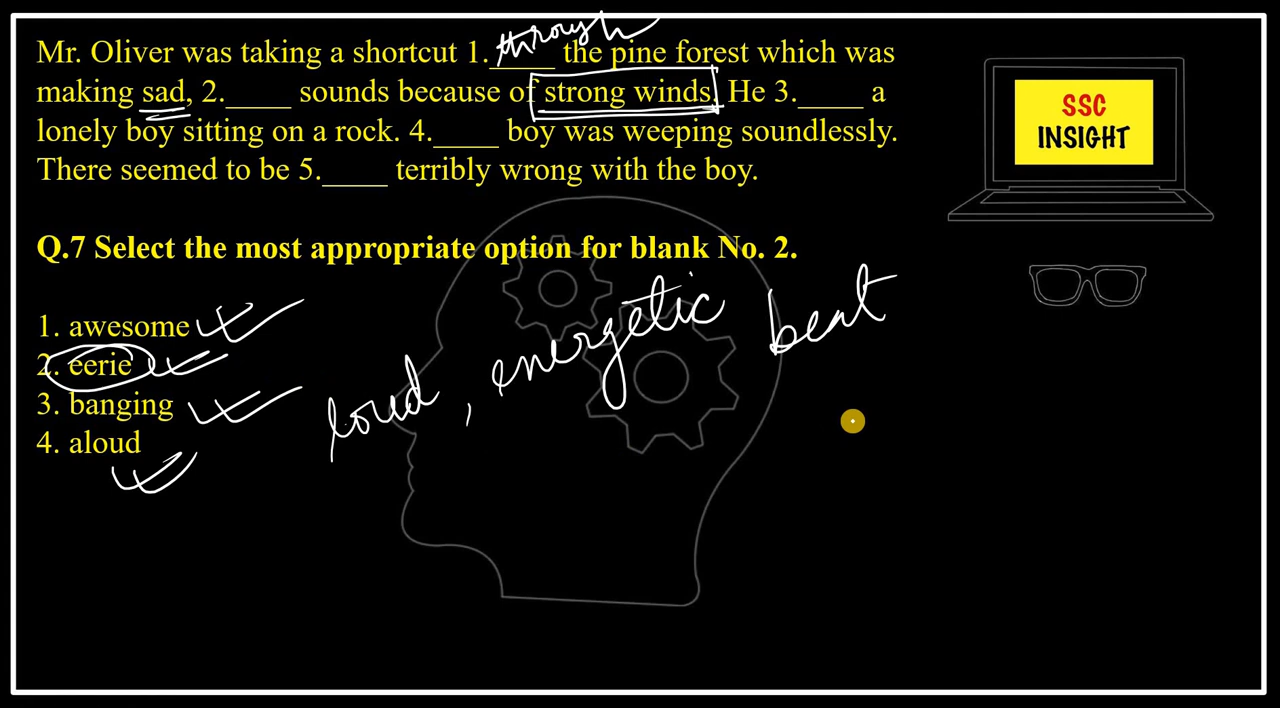 through
Mr. Oliver was taking a shortcut 1.____ the pine forest which was
making sad, 2.____ sounds because of strong winds. He 3.____ a
lonely boy sitting on a rock. 4.____ boy was weeping soundlessly.
There seemed to be 5.____ terribly wrong with the boy.
SSC
INSIGHT
Q.7 Select the most appropriate option for blank No. 2.
1. awesome
2. eerie
3. banging
4. aloud
loud, energetic beat